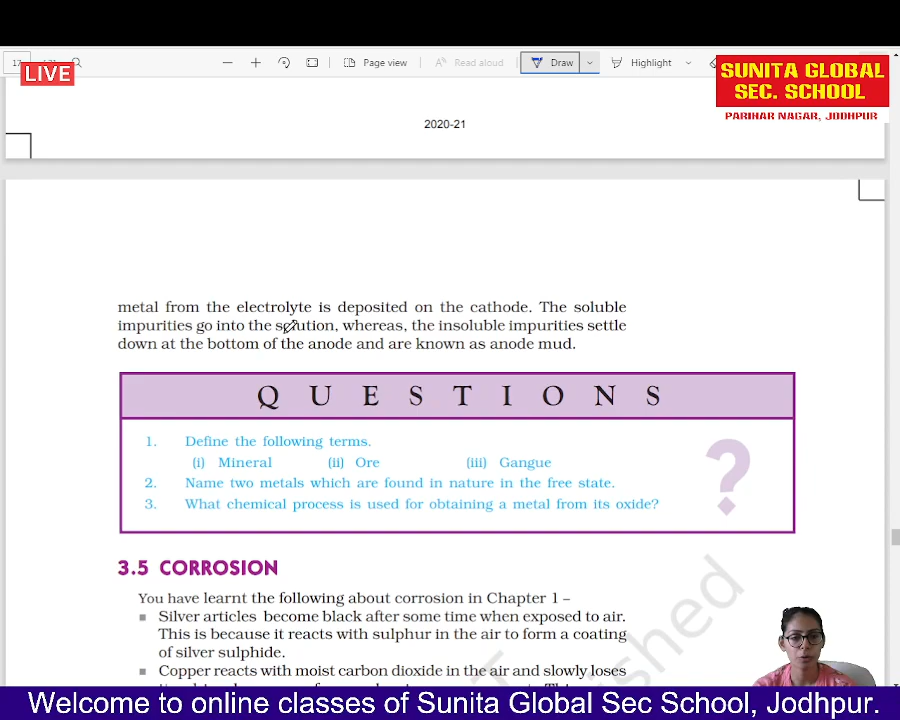 LIVE
Page view
Read aloud
Draw
Highlight
SUNITA GLOBAL
SEC. SCHOOL
PARIHAR NAGAR, JODHPUR
2020-21
metal from the electrolyte is deposited on the cathode. The soluble
impurities go into the solution, whereas, the insoluble impurities settle
down at the bottom of the anode and are known as anode mud.
QUESTIONS
1. Define the following terms.
(i) Mineral (ii) Ore (iii) Gangue
2. Name two metals which are found in nature in the free state.
3. What chemical process is used for obtaining a metal from its oxide?
?
3.5 CORROSION
You have learnt the following about corrosion in Chapter 1 –
Silver articles become black after some time when exposed to air.
This is because it reacts with sulphur in the air to form a coating
of silver sulphide.
Copper reacts with moist carbon dioxide in the air and slowly loses
shed
Welcome to online classes of Sunita Global Sec School, Jodhpur.